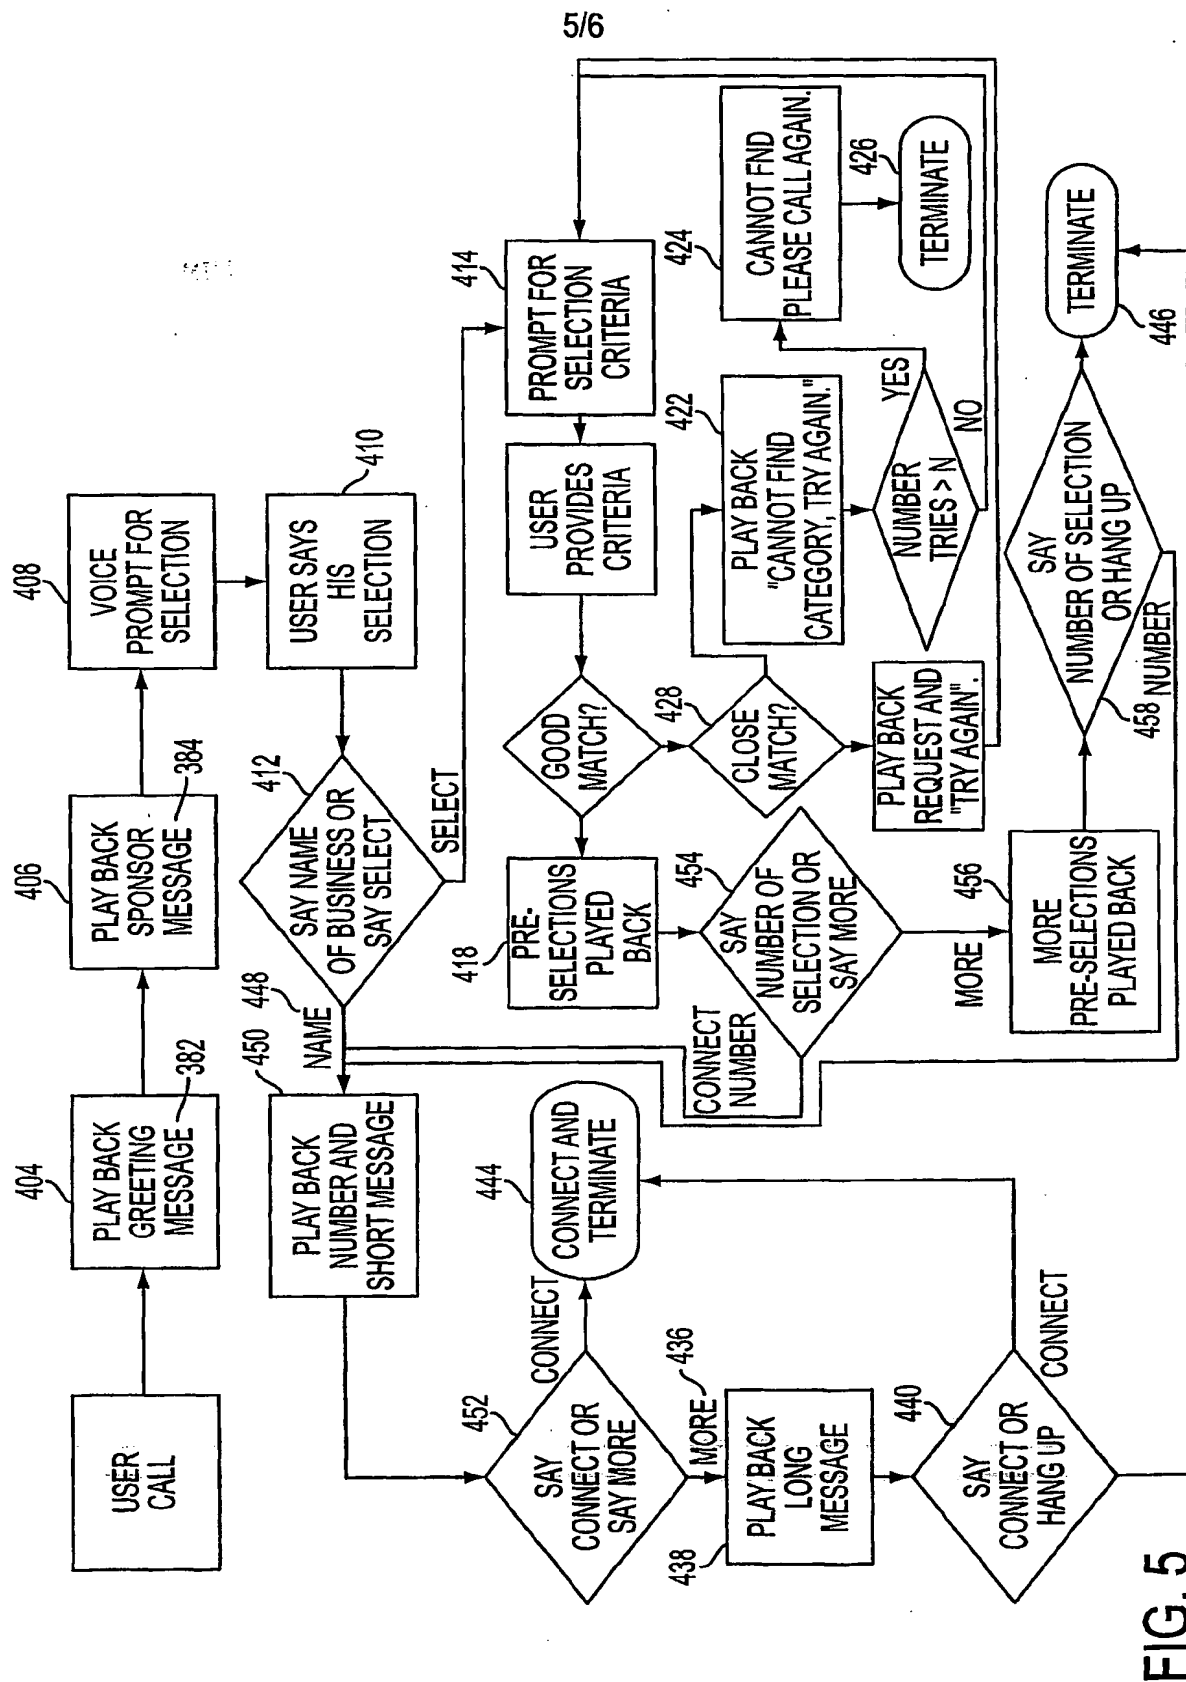 5/6
USER
CALL
404
PLAY BACK
GREETING
MESSAGE
382
406
PLAY BACK
SPONSOR
MESSAGE
384
408
VOICE
PROMPT FOR
SELECTION
410
USER SAYS
HIS
SELECTION
412
SAY NAME
OF BUSINESS OR
SAY SELECT
SELECT
448
NAME
450
PLAY BACK
NUMBER AND
SHORT MESSAGE
414
PROMPT FOR
SELECTION
CRITERIA
USER
PROVIDES
CRITERIA
GOOD
MATCH?
428
CLOSE
MATCH?
422
PLAY BACK
"CANNOT FIND
CATEGORY, TRY AGAIN."
NUMBER
TRIES > N
YES
NO
424
CANNOT FND
PLEASE CALL AGAIN.
426
TERMINATE
PLAY BACK
REQUEST AND
"TRY AGAIN".
418
PRE-
SELECTIONS
PLAYED
BACK
454
SAY
NUMBER OF
SELECTION OR
SAY MORE
CONNECT
NUMBER
MORE
456
MORE
PRE-SELECTIONS
PLAYED BACK
458
SAY
NUMBER OF SELECTION
OR HANG UP
NUMBER
TERMINATE
446
452
SAY
CONNECT OR
SAY MORE
CONNECT
444
CONNECT AND
TERMINATE
MORE
436
438
PLAY BACK
LONG
MESSAGE
440
SAY
CONNECT OR
HANG UP
CONNECT
FIG. 5